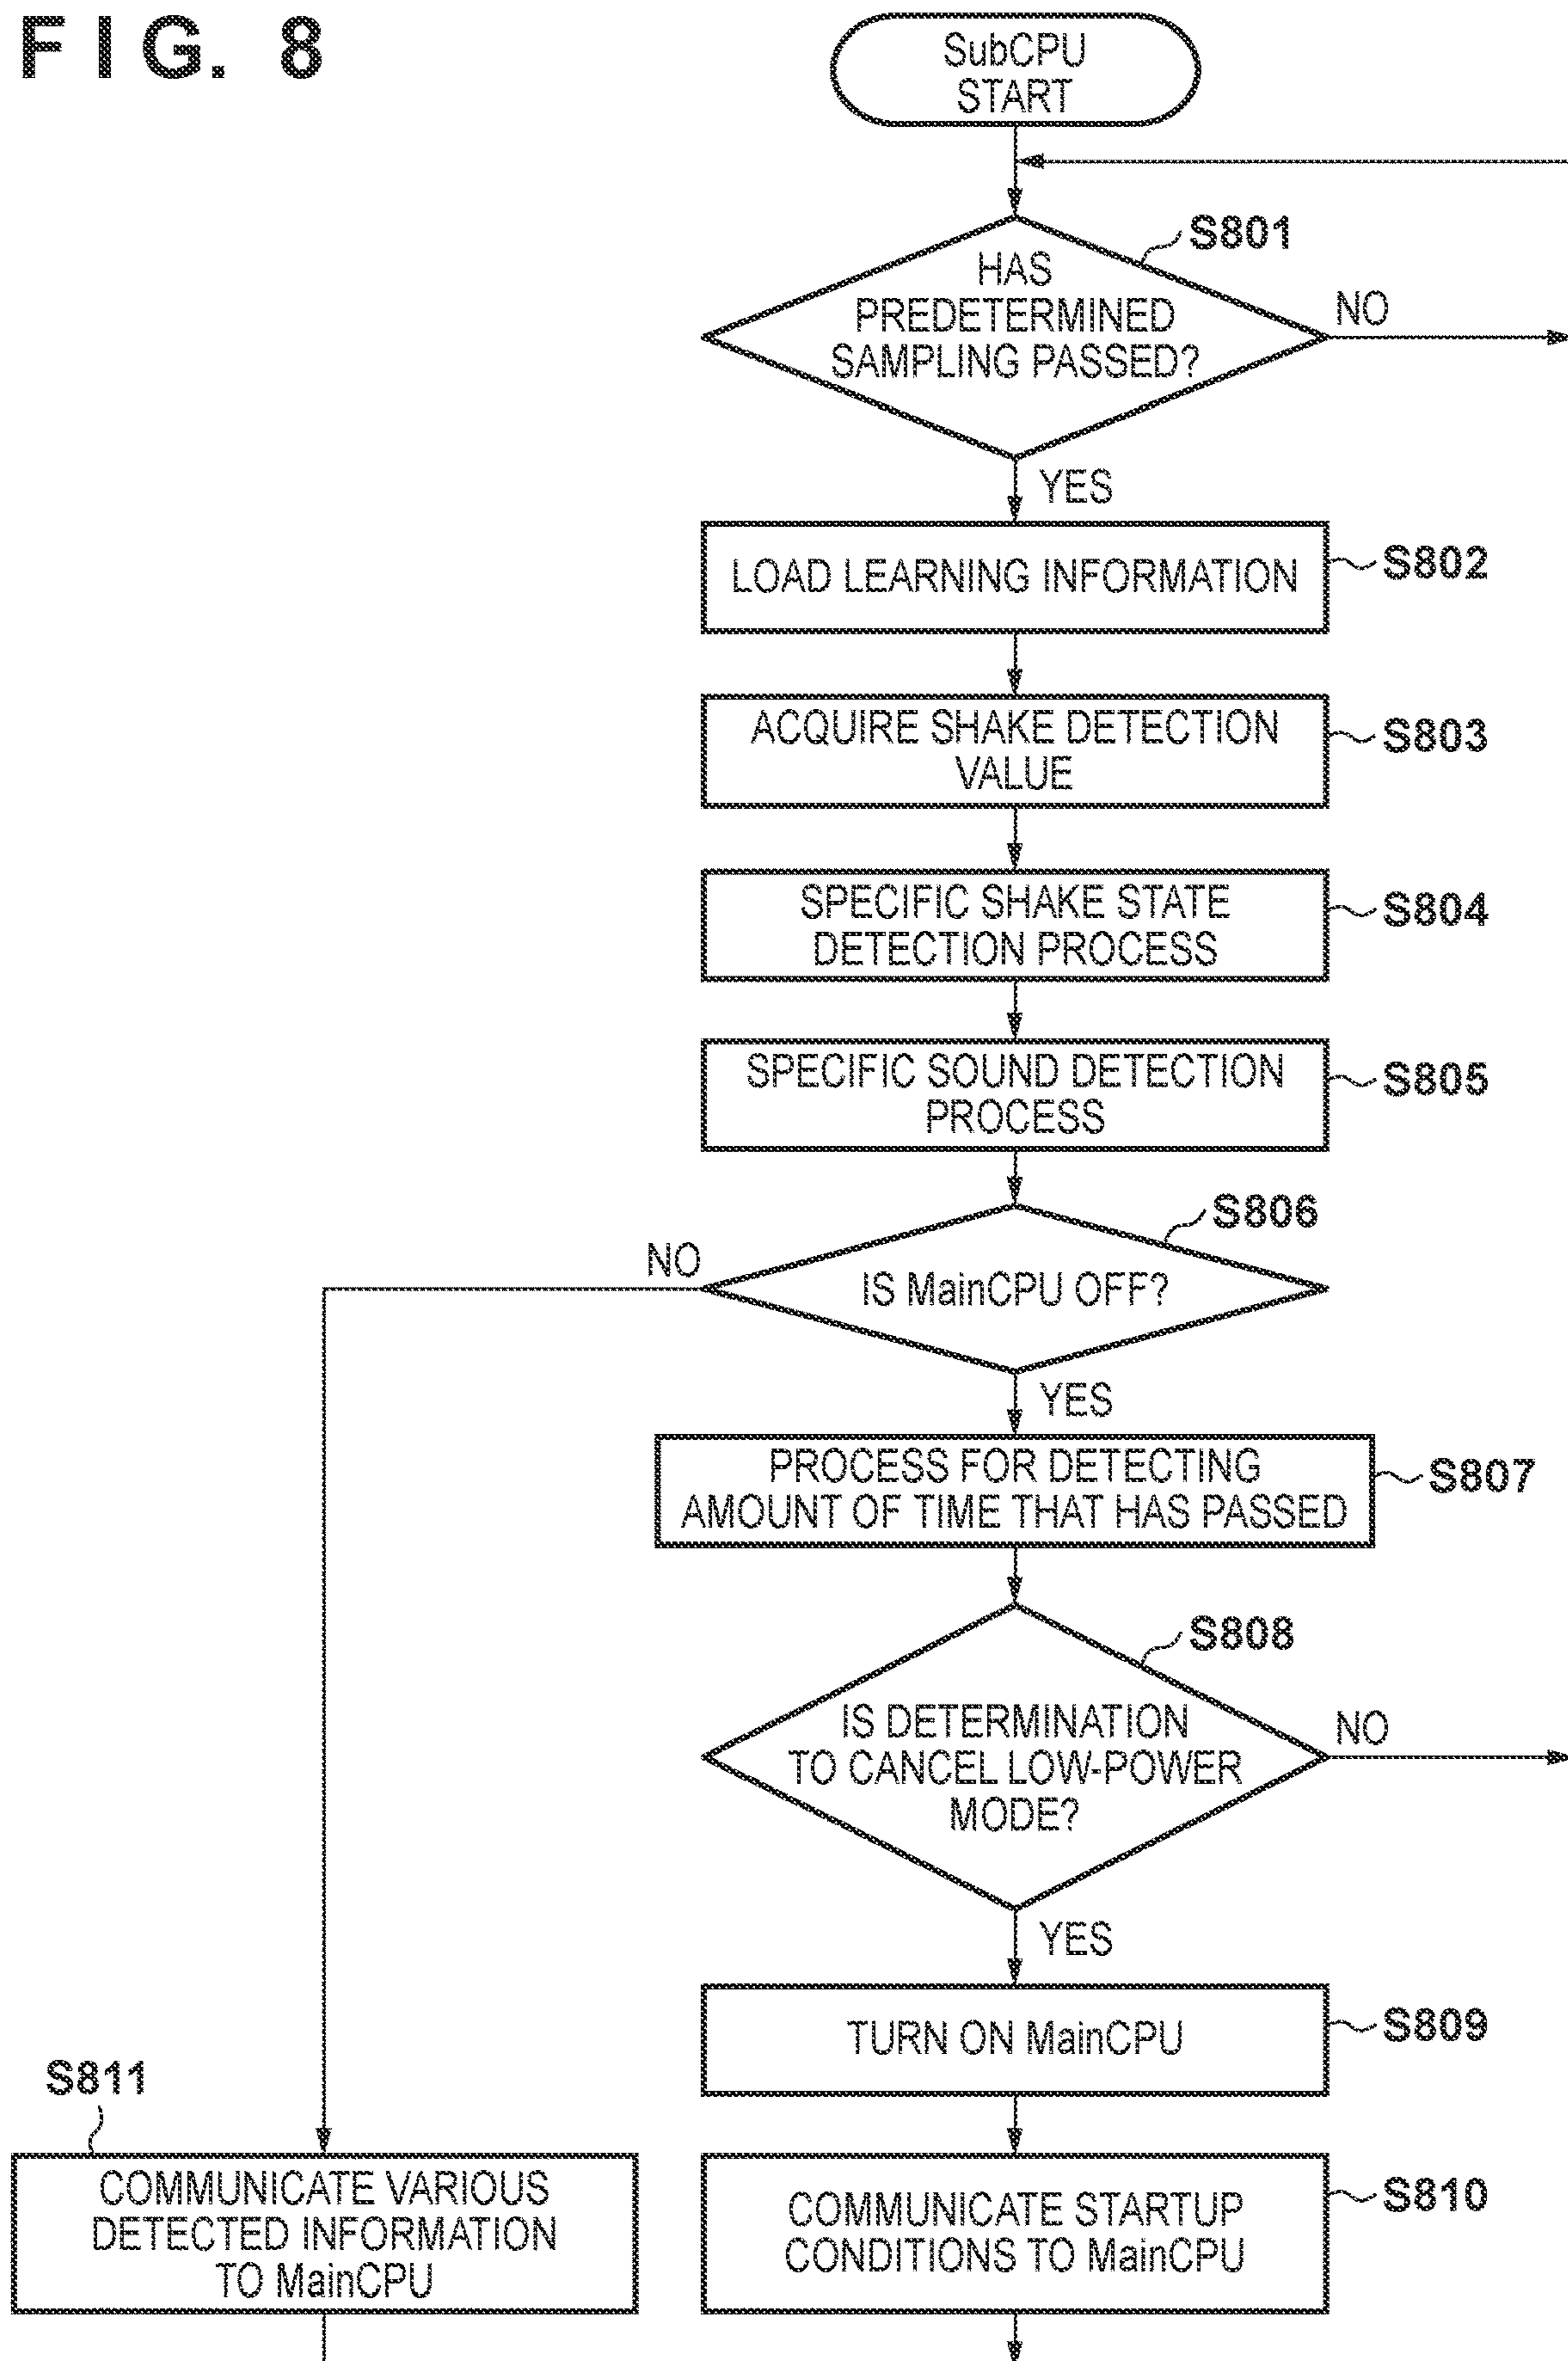 FIG. 8
SubCPU
START
S801
HAS
PREDETERMINED
SAMPLING PASSED?
NO
YES
LOAD LEARNING INFORMATION
S802
ACQUIRE SHAKE DETECTION
VALUE
S803
SPECIFIC SHAKE STATE
DETECTION PROCESS
S804
SPECIFIC SOUND DETECTION
PROCESS
S805
S806
NO
IS MainCPU OFF?
YES
PROCESS FOR DETECTING
AMOUNT OF TIME THAT HAS PASSED
S807
S808
IS DETERMINATION
TO CANCEL LOW-POWER
MODE?
NO
YES
TURN ON MainCPU
S809
S811
COMMUNICATE VARIOUS
DETECTED INFORMATION
TO MainCPU
COMMUNICATE STARTUP
CONDITIONS TO MainCPU
S810